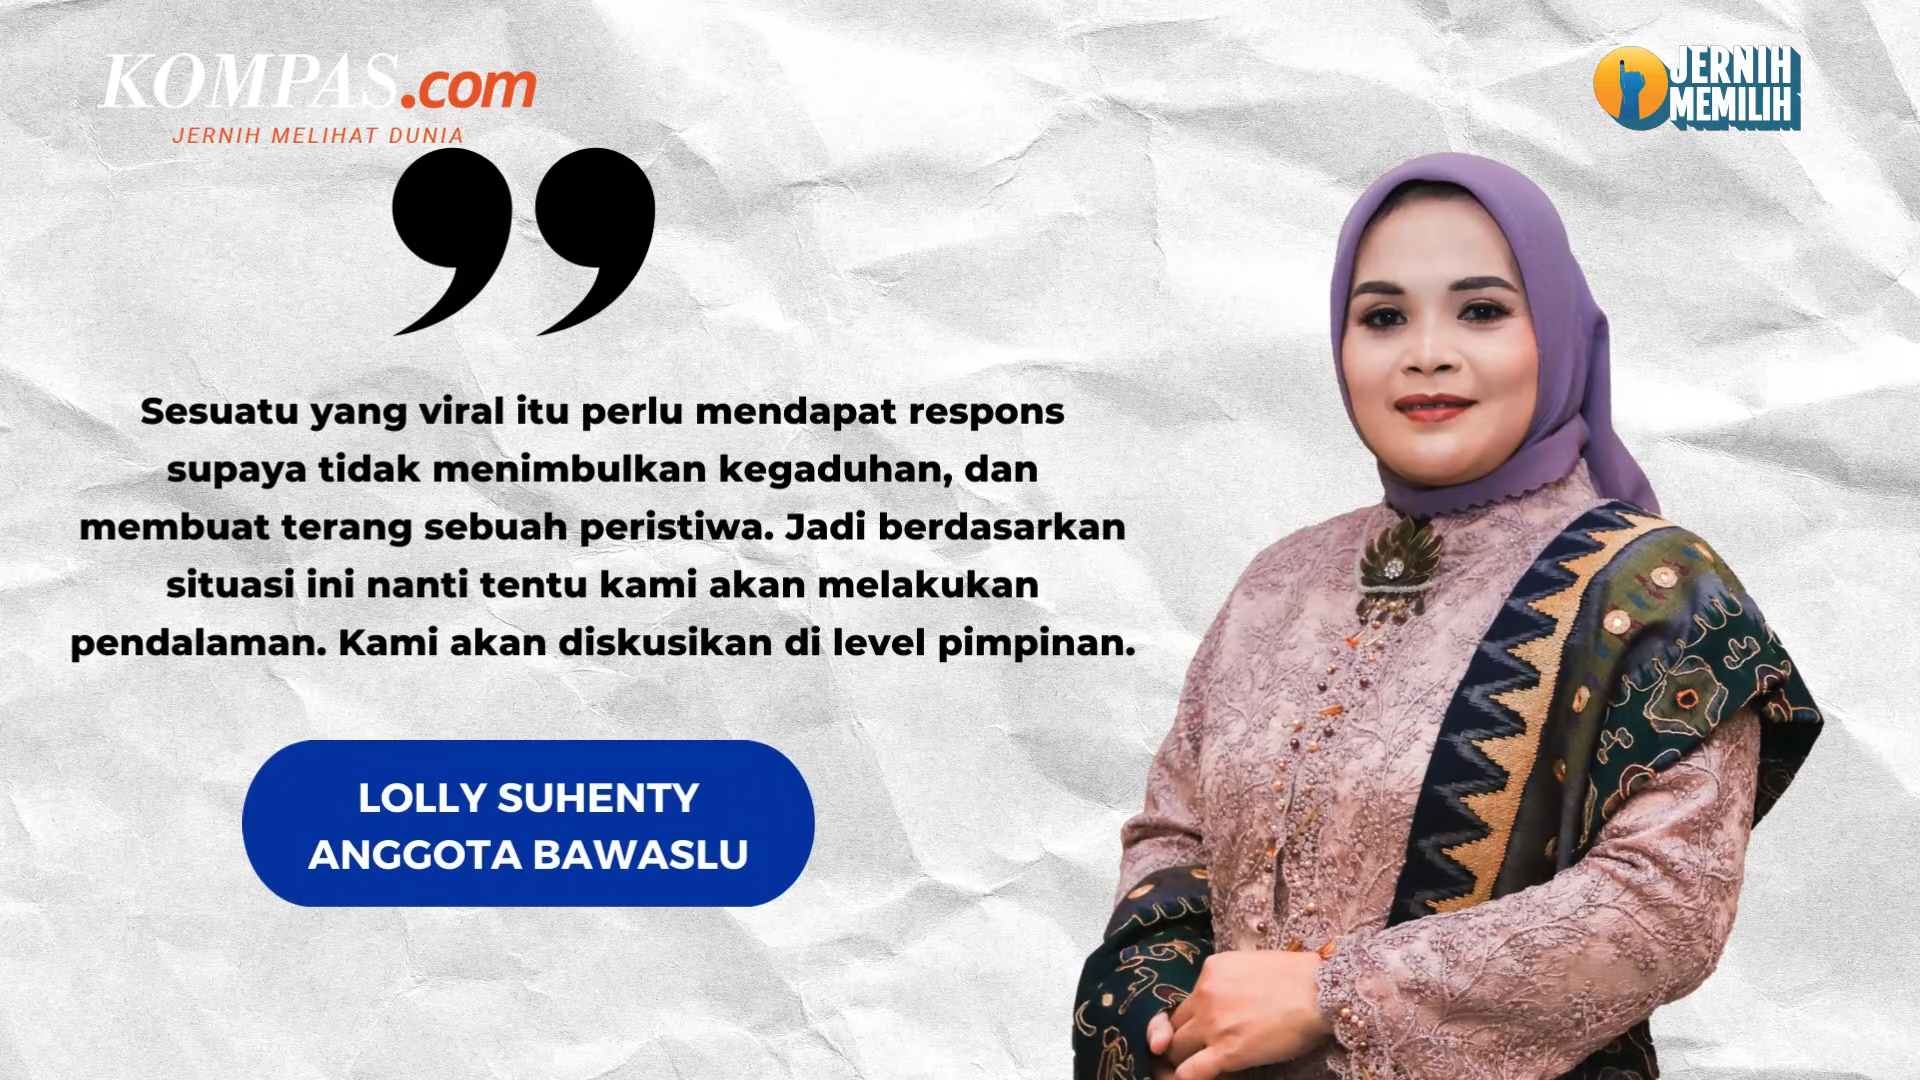 KOMPAS.com
JERNIH MELIHAT DUNIA
JERNIH
MEMILIH
Sesuatu yang viral itu perlu mendapat respons
supaya tidak menimbulkan kegaduhan, dan
membuat terang sebuah peristiwa. Jadi berdasarkan
situasi ini nanti tentu kami akan melakukan
pendalaman. Kami akan diskusikan di level pimpinan.
LOLLY SUHENTY
ANGGOTA BAWASLU